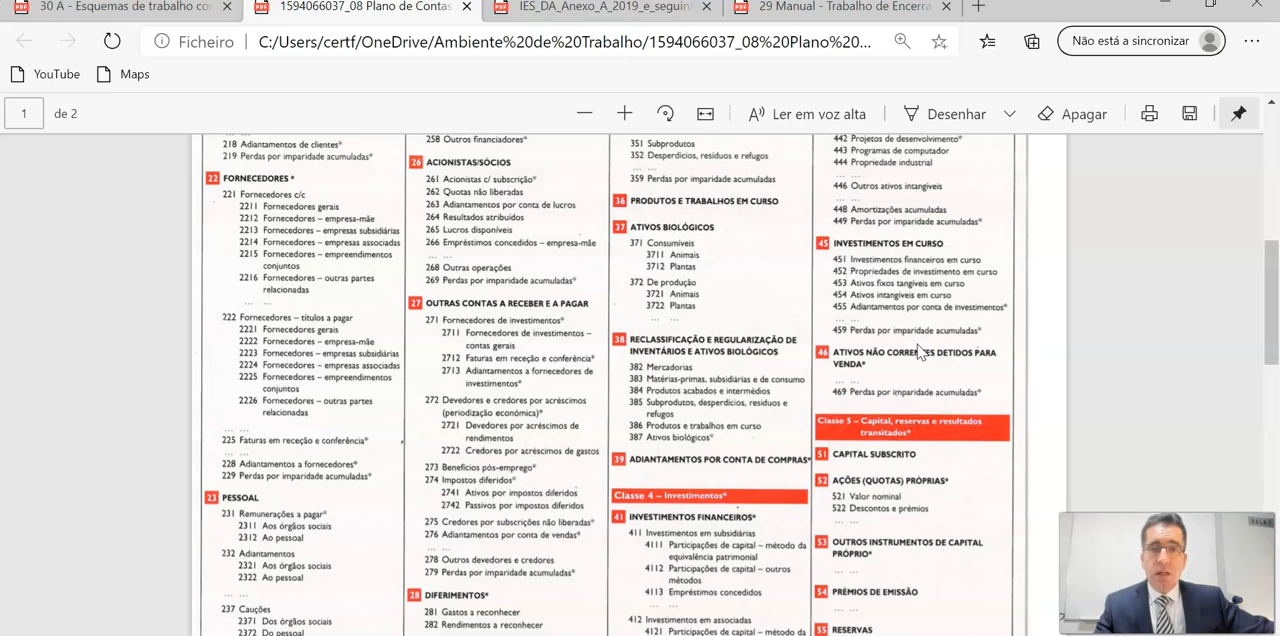 30 A - Esquemas de trabalho con
1594066037_08 Plano de Contas
IES_DA_Anexo_A_2019_e_seguint
29 Manual - Trabalho de Encerra
Ficheiro
C:/Users/certf/OneDrive/Ambiente%20de%20Trabalho/1594066037_08%20Plano%20...
Não está a sincronizar
YouTube
Maps
1
de 2
Ler em voz alta
Desenhar
Apagar
218 Adiantamentos de clientes*
219 Perdas por imparidade acumuladas*
22 FORNECEDORES *
221 Fornecedores c/c
2211 Fornecedores gerais
2212 Fornecedores – empresa-mãe
2213 Fornecedores – empresas subsidiárias
2214 Fornecedores – empresas associadas
2215 Fornecedores – empreendimentos
conjuntos
2216 Fornecedores – outras partes
relacionadas
... ...
222 Fornecedores – títulos a pagar
2221 Fornecedores gerais
2222 Fornecedores – empresa-mãe
2223 Fornecedores – empresas subsidiárias
2224 Fornecedores – empresas associadas
2225 Fornecedores – empreendimentos
conjuntos
2226 Fornecedores – outras partes
relacionadas
... ...
225 Faturas em receção e conferência*
... ...
228 Adiantamentos a fornecedores*
229 Perdas por imparidade acumuladas*
23 PESSOAL
231 Remunerações a pagar*
2311 Aos órgãos sociais
2312 Ao pessoal
232 Adiantamentos
2321 Aos órgãos sociais
2322 Ao pessoal
... ...
237 Cauções
2371 Dos órgãos sociais
2372 Do pessoal
258 Outros financiadores*
26 ACIONISTAS/SÓCIOS
261 Acionistas c/ subscrição*
262 Quotas não liberadas
263 Adiantamentos por conta de lucros
264 Resultados atribuídos
265 Lucros disponíveis
266 Empréstimos concedidos – empresa-mãe
... ...
268 Outras operações
269 Perdas por imparidade acumuladas*
27 OUTRAS CONTAS A RECEBER E A PAGAR
271 Fornecedores de investimentos*
2711 Fornecedores de investimentos –
contas gerais
2712 Faturas em receção e conferência*
2713 Adiantamentos a fornecedores de
investimentos*
272 Devedores e credores por acréscimos
(periodização económica)*
2721 Devedores por acréscimos de
rendimentos
2722 Credores por acréscimos de gastos
273 Benefícios pós-emprego*
274 Impostos diferidos*
2741 Ativos por impostos diferidos
2742 Passivos por impostos diferidos
275 Credores por subscrições não liberadas*
276 Adiantamentos por conta de vendas*
... ...
278 Outros devedores e credores
279 Perdas por imparidade acumuladas*
28 DIFERIMENTOS*
281 Gastos a reconhecer
282 Rendimentos a reconhecer
351 Subprodutos
352 Desperdícios, resíduos e refugos
... ...
359 Perdas por imparidade acumuladas
36 PRODUTOS E TRABALHOS EM CURSO
37 ATIVOS BIOLÓGICOS
371 Consumíveis
3711 Animais
3712 Plantas
372 De produção
3721 Animais
3722 Plantas
... ...
38 RECLASSIFICAÇÃO E REGULARIZAÇÃO DE
INVENTÁRIOS E ATIVOS BIOLÓGICOS
382 Mercadorias
383 Matérias-primas, subsidiárias e de consumo
384 Produtos acabados e intermédios
385 Subprodutos, desperdícios, resíduos e
refugos
386 Produtos e trabalhos em curso
387 Ativos biológicos*
39 ADIANTAMENTOS POR CONTA DE COMPRAS*
Classe 4 – Investimentos*
41 INVESTIMENTOS FINANCEIROS*
411 Investimentos em subsidiárias
4111 Participações de capital – método da
equivalência patrimonial
4112 Participações de capital – outros
métodos
4113 Empréstimos concedidos
... ...
412 Investimentos em associadas
4121 Participações de capital – método da
442 Projetos de desenvolvimento*
443 Programas de computador
444 Propriedade industrial
... ...
446 Outros ativos intangíveis
... ...
448 Amortizações acumuladas
449 Perdas por imparidade acumuladas*
45 INVESTIMENTOS EM CURSO
451 Investimentos financeiros em curso
452 Propriedades de investimento em curso
453 Ativos fixos tangíveis em curso
454 Ativos intangíveis em curso
455 Adiantamentos por conta de investimentos*
... ...
459 Perdas por imparidade acumuladas*
46 ATIVOS NÃO CORRENTES DETIDOS PARA
VENDA*
... ...
469 Perdas por imparidade acumuladas*
Classe 5 – Capital, reservas e resultados
transitados*
51 CAPITAL SUBSCRITO
52 AÇÕES (QUOTAS) PRÓPRIAS*
521 Valor nominal
522 Descontos e prémios
... ...
53 OUTROS INSTRUMENTOS DE CAPITAL
PRÓPRIO*
... ...
54 PRÉMIOS DE EMISSÃO
... ...
55 RESERVAS